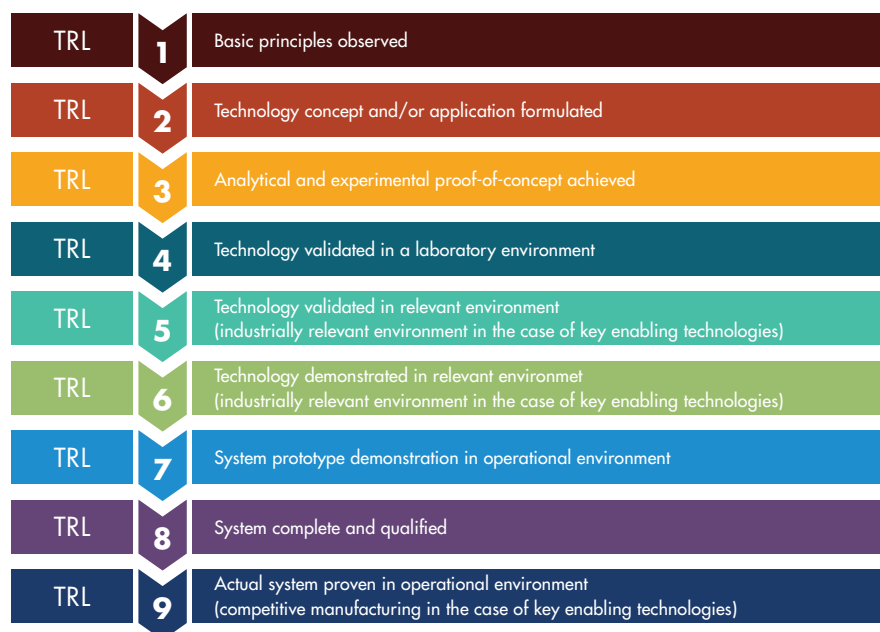 TRL 1 Basic principles observed
TRL 2 Technology concept and/or application formulated
TRL 3 Analytical and experimental proof-of-concept achieved
TRL 4 Technology validated in a laboratory environment
TRL 5 Technology validated in relevant environment
(industrially relevant environment in the case of key enabling technologies)
TRL 6 Technology demonstrated in relevant environmet
(industrially relevant environment in the case of key enabling technologies)
TRL 7 System prototype demonstration in operational environment
TRL 8 System complete and qualified
TRL 9 Actual system proven in operational environment
(competitive manufacturing in the case of key enabling technologies)